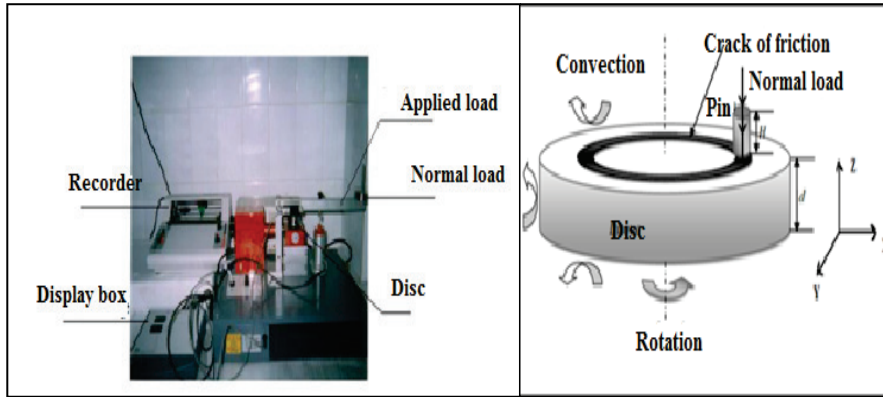 Recorder
Display box
Applied load
Normal load
Disc
Crack of friction
Convection
Normal load
Pin
H
Disc
d
Z
Y
Rotation